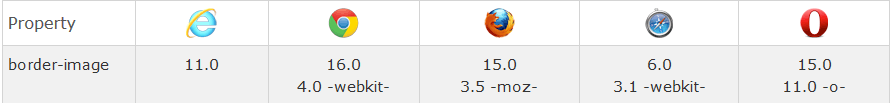 Property
border-image 11.0 16.0 15.0 6.0 15.0
4.0 -webkit- 3.5 -moz- 3.1 -webkit- 11.0 -o-